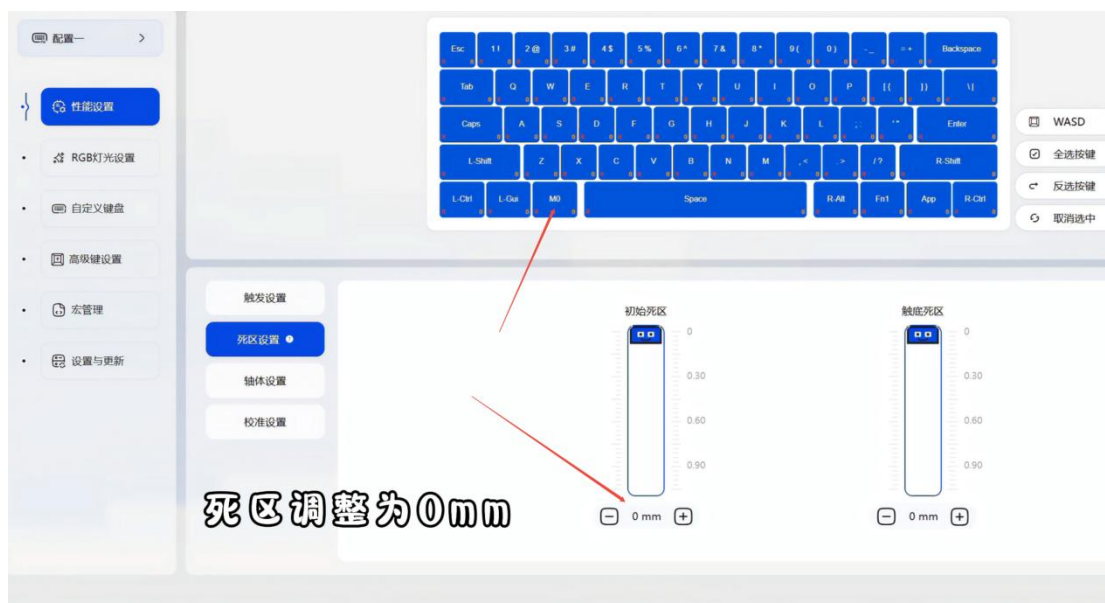 配置一
性能设置
RGB灯光设置
自定义键盘
高级键设置
宏管理
设置与更新
Esc 1! 2@ 3# 4$ 5% 6^ 7& 8* 9( 0) -_ =+ Backspace
Tab Q W E R T Y U I O P [{ ]} \|
Caps A S D F G H J K L ;: '" Enter
L-Shift Z X C V B N M ,< .> /? R-Shift
L-Ctrl L-Gui M0 Space R-Alt Fn1 App R-Ctrl
WASD
全选按键
反选按键
取消选中
触发设置
死区设置
轴体设置
校准设置
初始死区
0
0.30
0.60
0.90
0 mm
触底死区
0
0.30
0.60
0.90
0 mm
死区调整为0mm